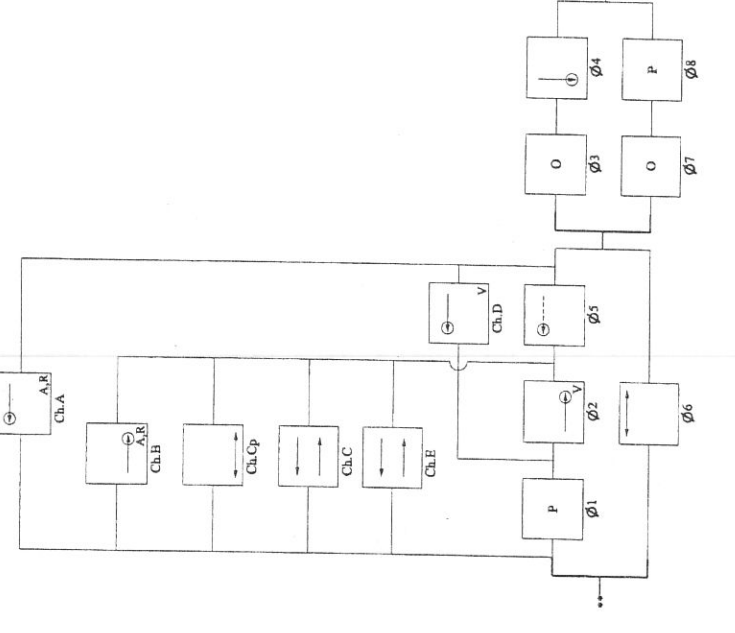 A,R
Ch.A
A,R
Ch.B
Ch.Cp
Ch.C
Ch.E
V
Ch.D
P O
V
Ø1 Ø2 Ø5 Ø3 Ø4
**
O P
Ø6 Ø7 Ø8